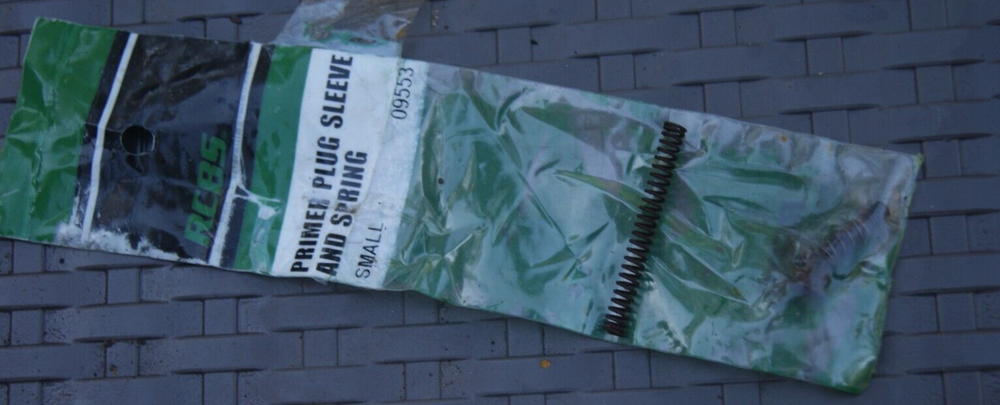 RCBS
PRIMER PLUG SLEEVE
AND SPRING
SMALL 09553